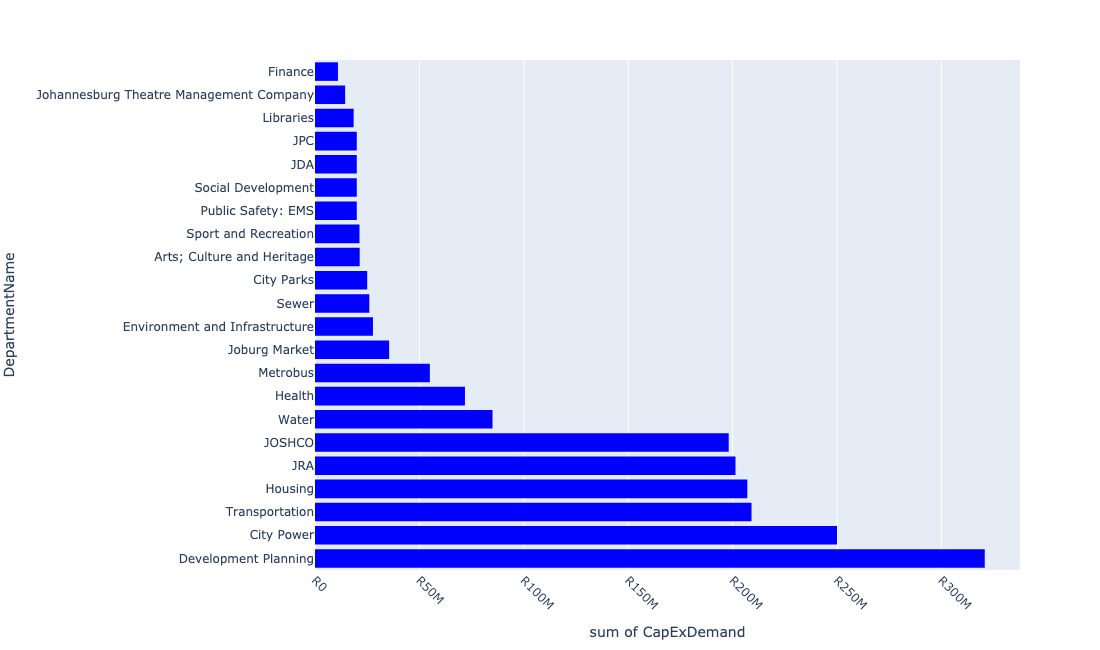 Finance
Johannesburg Theatre Management Company
Libraries
JPC
JDA
Social Development
Public Safety: EMS
Sport and Recreation
Arts; Culture and Heritage
City Parks
Sewer
Environment and Infrastructure
Joburg Market
Metrobus
Health
Water
JOSHCO
JRA
Housing
Transportation
City Power
Development Planning
DepartmentName
R0
R50M
R100M
R150M
R200M
R250M
R300M
sum of CapExDemand